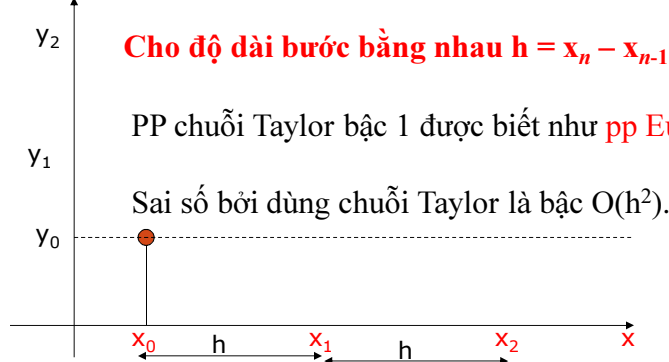 y₂
Cho độ dài bước bằng nhau h = xₙ – xₙ₋₁
PP chuỗi Taylor bậc 1 được biết như pp
y₁
Sai số bởi dùng chuỗi Taylor là bậc O(h²).
y₀
x₀ x₁ x₂ x
h h